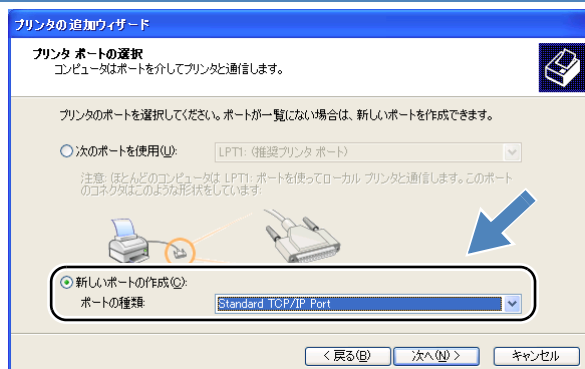 プリンタの追加ウィザード
プリンタ ポートの選択
コンピュータはポートを介してプリンタと通信します。
プリンタのポートを選択してください。ポートが一覧にない場合は、新しいポートを作成できます。
次のポートを使用(U):
LPT1: (推奨プリンタ ポート)
注意: ほとんどのコンピュータは LPT1: ポートを使ってローカル プリンタと通信します。このポート
のコネクタはこのような形状をしています:
新しいポートの作成(C):
ポートの種類:
Standard TCP/IP Port
< 戻る(B)
次へ(N) >
キャンセル